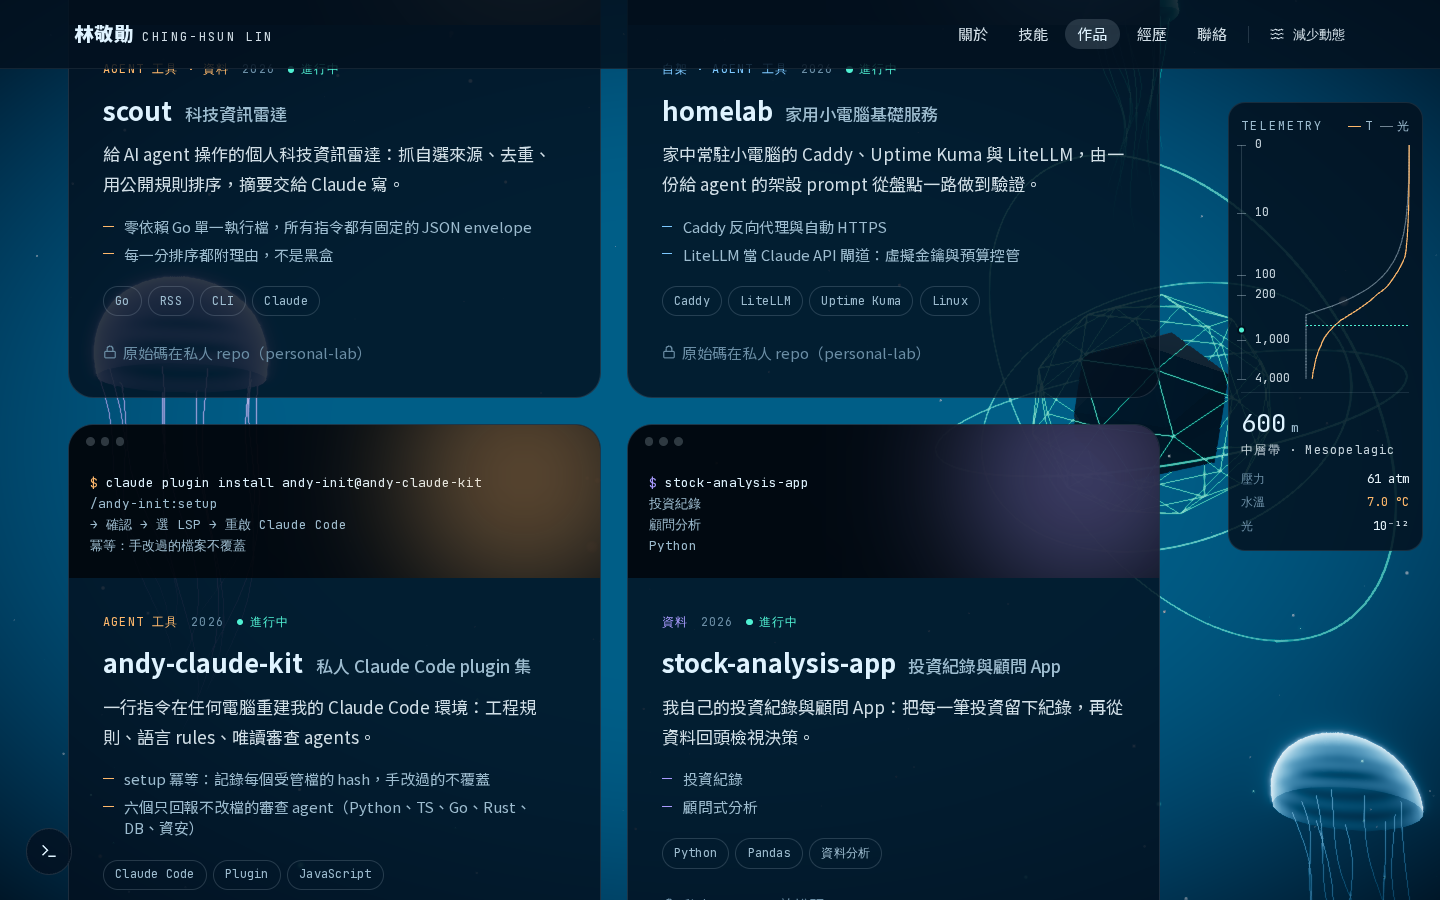 林敬勛 CHING-HSUN LIN
關於 技能 作品 經歷 聯絡 減少動態
AGENT 工具 · 資料 2026 進行中
scout 科技資訊雷達
給 AI agent 操作的個人科技資訊雷達：抓自選來源、去重、
用公開規則排序，摘要交給 Claude 寫。
零依賴 Go 單一執行檔，所有指令都有固定的 JSON envelope
每一分排序都附理由，不是黑盒
Go RSS CLI Claude
原始碼在私人 repo（personal-lab）
自架 · AGENT 工具 2026 進行中
homelab 家用小電腦基礎服務
家中常駐小電腦的 Caddy、Uptime Kuma 與 LiteLLM，由一
份給 agent 的架設 prompt 從盤點一路做到驗證。
Caddy 反向代理與自動 HTTPS
LiteLLM 當 Claude API 閘道：虛擬金鑰與預算控管
Caddy LiteLLM Uptime Kuma Linux
原始碼在私人 repo（personal-lab）
$ claude plugin install andy-init@andy-claude-kit
/andy-init:setup
→ 確認 → 選 LSP → 重啟 Claude Code
冪等：手改過的檔案不覆蓋
AGENT 工具 2026 進行中
andy-claude-kit 私人 Claude Code plugin 集
一行指令在任何電腦重建我的 Claude Code 環境：工程規
則、語言 rules、唯讀審查 agents。
setup 冪等：記錄每個受管檔的 hash，手改過的不覆蓋
六個只回報不改檔的審查 agent（Python、TS、Go、Rust、
DB、資安）
Claude Code Plugin JavaScript
$ stock-analysis-app
投資紀錄
顧問分析
Python
資料 2026 進行中
stock-analysis-app 投資紀錄與顧問 App
我自己的投資紀錄與顧問 App：把每一筆投資留下紀錄，再從
資料回頭檢視決策。
投資紀錄
顧問式分析
Python Pandas 資料分析
TELEMETRY T 光
0
10
100
200
1,000
4,000
600 m
中層帶 · Mesopelagic
壓力 61 atm
水溫 7.0 °C
光 10⁻¹²